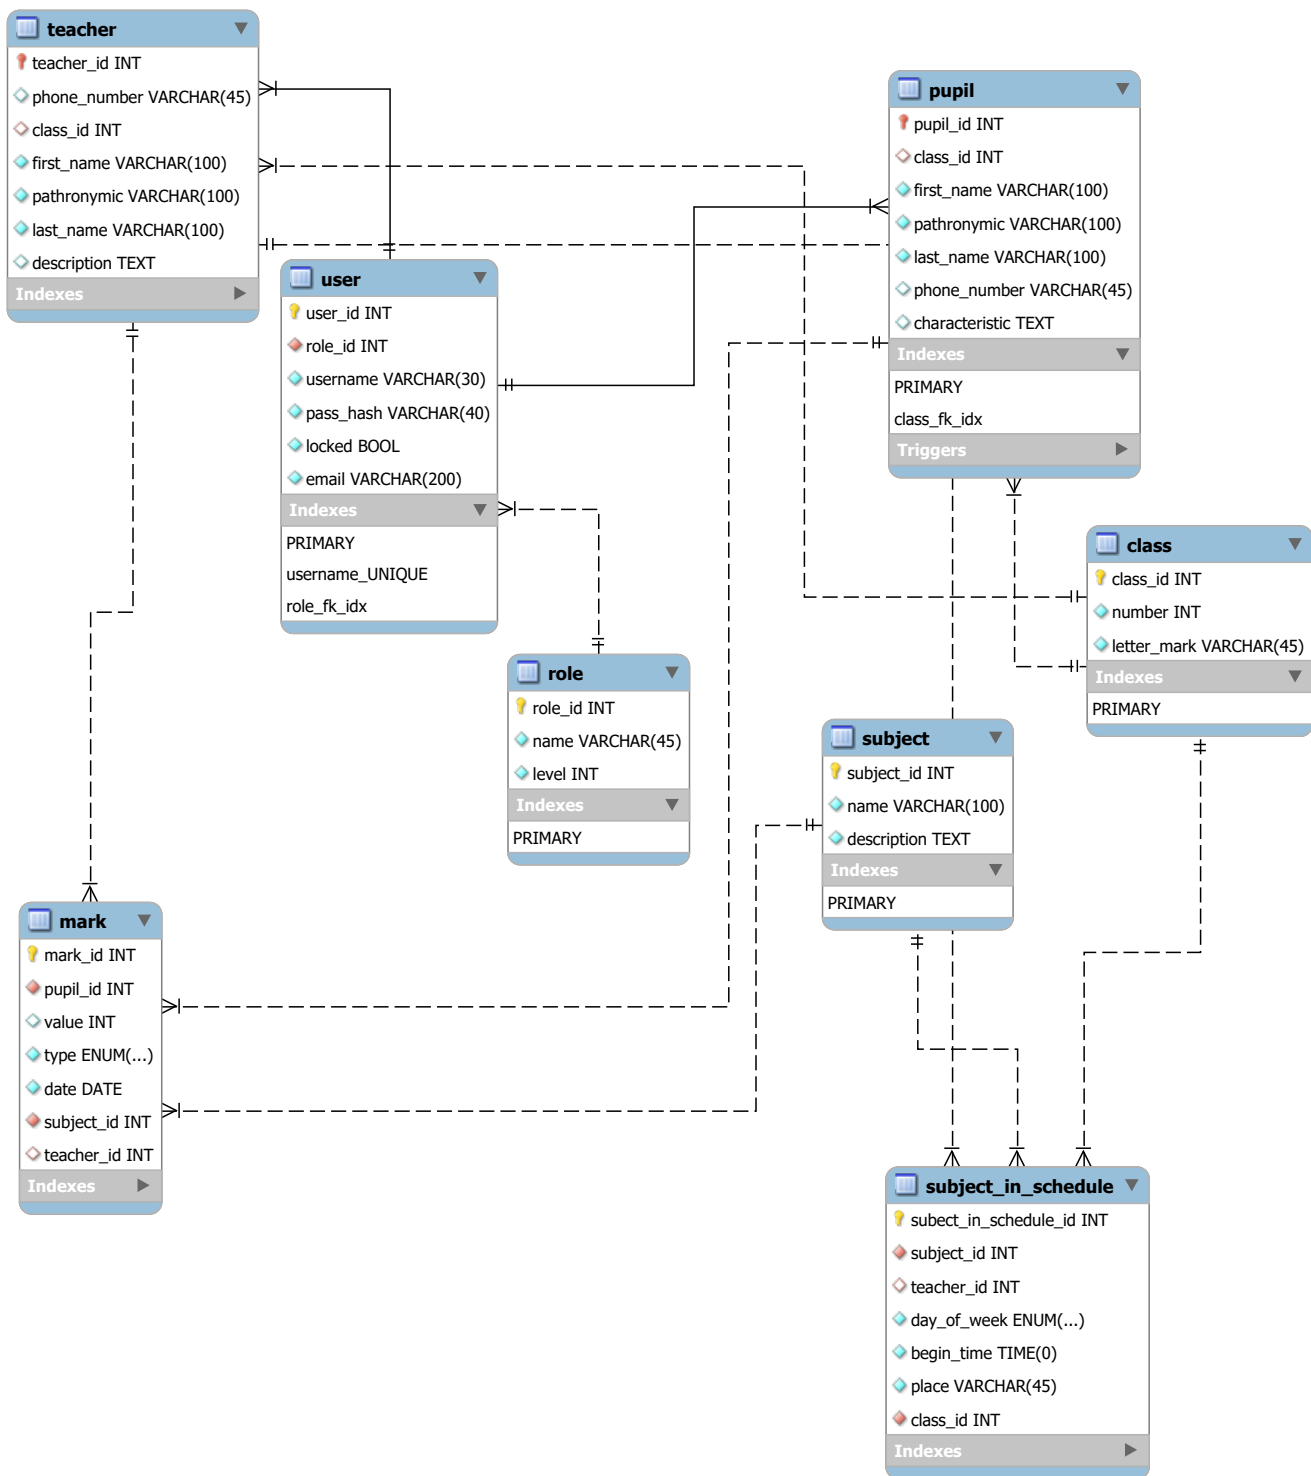 teacher
teacher_id INT
phone_number VARCHAR(45)
class_id INT
first_name VARCHAR(100)
pathronymic VARCHAR(100)
last_name VARCHAR(100)
description TEXT
Indexes
pupil
pupil_id INT
class_id INT
first_name VARCHAR(100)
pathronymic VARCHAR(100)
last_name VARCHAR(100)
phone_number VARCHAR(45)
characteristic TEXT
Indexes
PRIMARY
class_fk_idx
Triggers
user
user_id INT
role_id INT
username VARCHAR(30)
pass_hash VARCHAR(40)
locked BOOL
email VARCHAR(200)
Indexes
PRIMARY
username_UNIQUE
role_fk_idx
class
class_id INT
number INT
letter_mark VARCHAR(45)
Indexes
PRIMARY
role
role_id INT
name VARCHAR(45)
level INT
Indexes
PRIMARY
subject
subject_id INT
name VARCHAR(100)
description TEXT
Indexes
PRIMARY
mark
mark_id INT
pupil_id INT
value INT
type ENUM(...)
date DATE
subject_id INT
teacher_id INT
Indexes
subject_in_schedule
subect_in_schedule_id INT
subject_id INT
teacher_id INT
day_of_week ENUM(...)
begin_time TIME(0)
place VARCHAR(45)
class_id INT
Indexes